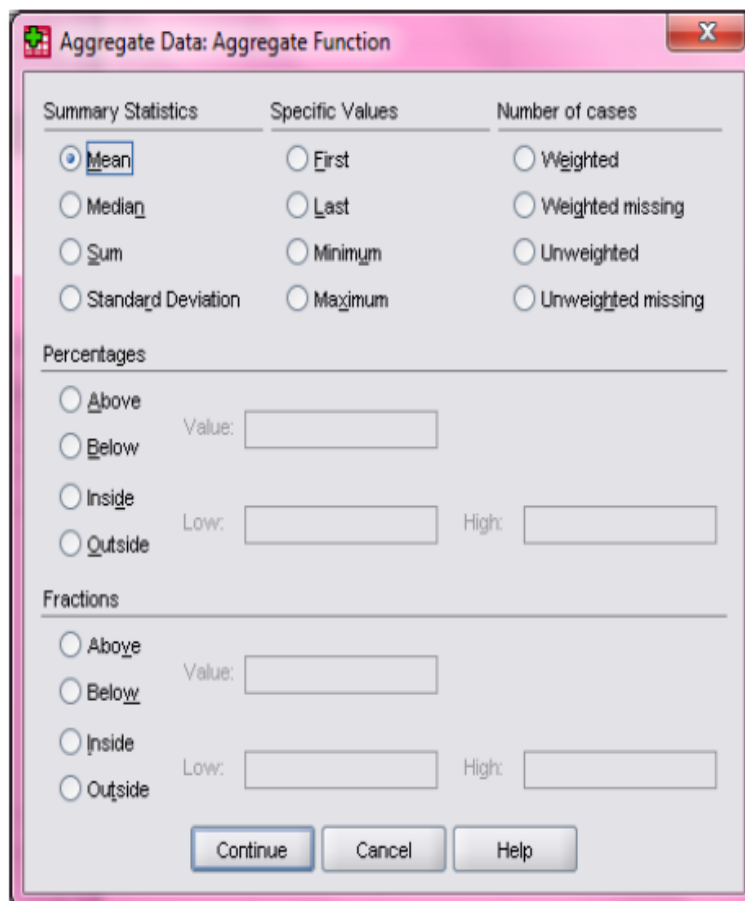 Aggregate Data: Aggregate Function
X
Summary Statistics Specific Values Number of cases
Mean First Weighted
Median Last Weighted missing
Sum Minimum Unweighted
Standard Deviation Maximum Unweighted missing
Percentages
Above
Value:
Below
Inside
Low: High:
Outside
Fractions
Above
Value:
Below
Inside
Low: High:
Outside
Continue Cancel Help